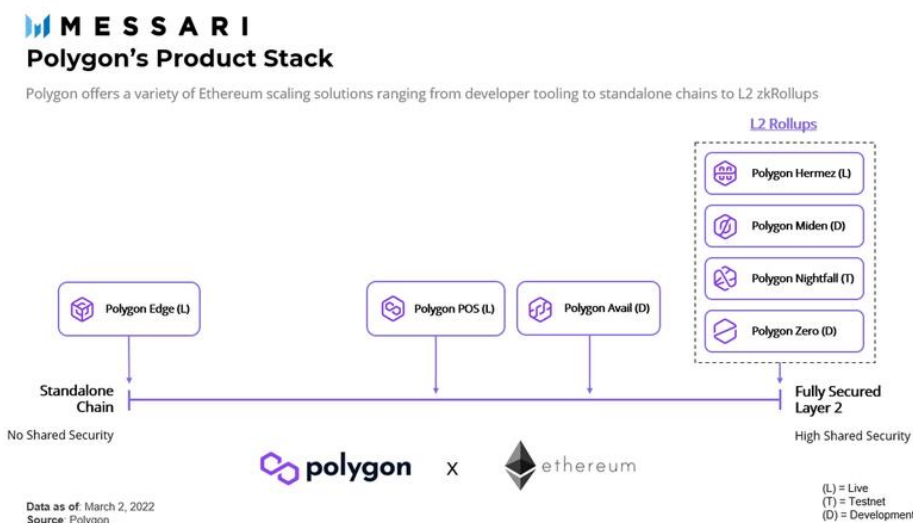 MESSARI
Polygon's Product Stack
Polygon offers a variety of Ethereum scaling solutions ranging from developer tooling to standalone chains to L2 zkRollups
L2 Rollups
Polygon Hermez (L)
Polygon Miden (D)
Polygon Nightfall (T)
Polygon Zero (D)
Polygon Edge (L)
Polygon POS (L)
Polygon Avail (D)
Standalone
Chain
No Shared Security
Fully Secured
Layer 2
High Shared Security
polygon x ethereum
Data as of: March 2, 2022
Source: Polygon
(L) = Live
(T) = Testnet
(D) = Development